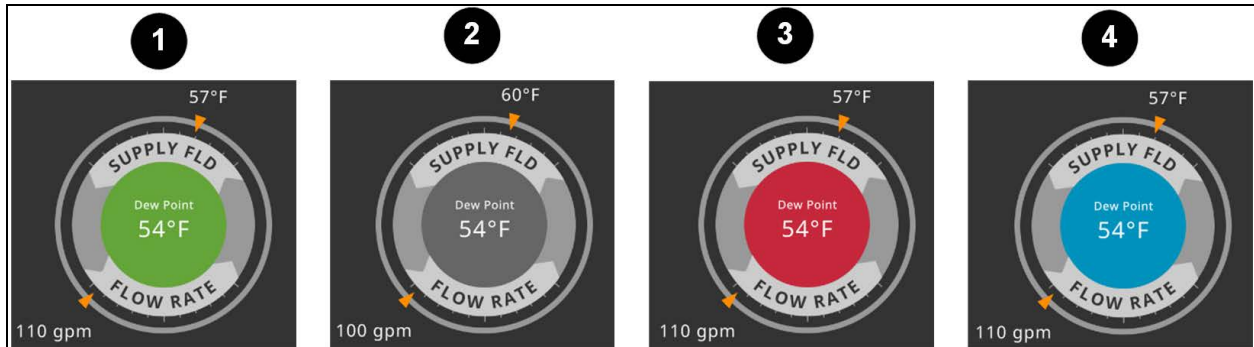 1
2
3
4
57°F
SUPPLY FLD
Dew Point
54°F
FLOW RATE
110 gpm
60°F
SUPPLY FLD
Dew Point
54°F
FLOW RATE
100 gpm
57°F
SUPPLY FLD
Dew Point
54°F
FLOW RATE
110 gpm
57°F
SUPPLY FLD
Dew Point
54°F
FLOW RATE
110 gpm